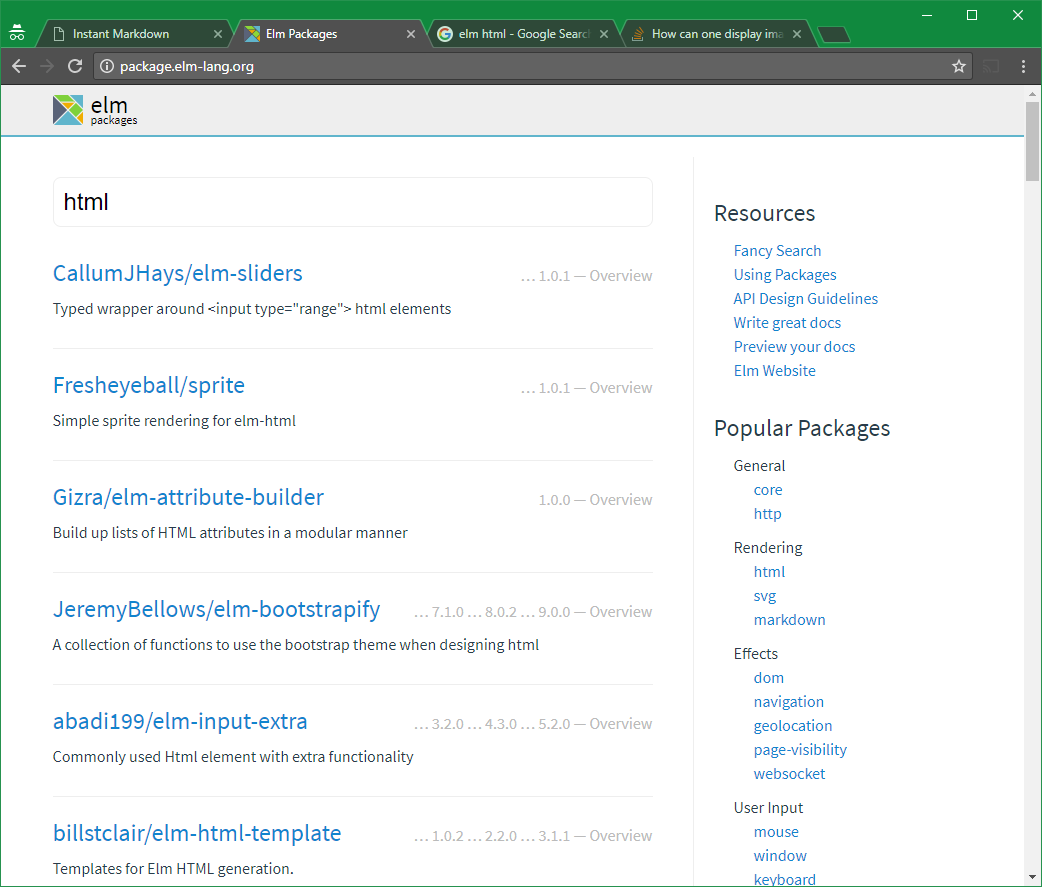 Instant Markdown
Elm Packages
elm html - Google Searc
How can one display ima
package.elm-lang.org
elm
packages
html
CallumJHays/elm-sliders
… 1.0.1 — Overview
Typed wrapper around <input type="range"> html elements
Fresheyeball/sprite
… 1.0.1 — Overview
Simple sprite rendering for elm-html
Gizra/elm-attribute-builder
1.0.0 — Overview
Build up lists of HTML attributes in a modular manner
JeremyBellows/elm-bootstrapify
… 7.1.0 … 8.0.2 … 9.0.0 — Overview
A collection of functions to use the bootstrap theme when designing html
abadi199/elm-input-extra
… 3.2.0 … 4.3.0 … 5.2.0 — Overview
Commonly used Html element with extra functionality
billstclair/elm-html-template
… 1.0.2 … 2.2.0 … 3.1.1 — Overview
Templates for Elm HTML generation.
Resources
Fancy Search
Using Packages
API Design Guidelines
Write great docs
Preview your docs
Elm Website
Popular Packages
General
core
http
Rendering
html
svg
markdown
Effects
dom
navigation
geolocation
page-visibility
websocket
User Input
mouse
window
keyboard